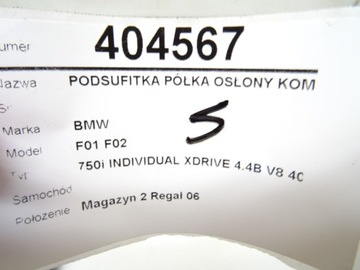 umer 404567
Nazwa PODSUFITKA PÓŁKA OSŁONY KOM
S
Marka BMW
Model F01 F02
750i INDIVIDUAL XDRIVE 4.4B V8 40
Samochód
Położenie Magazyn 2 Regał 06